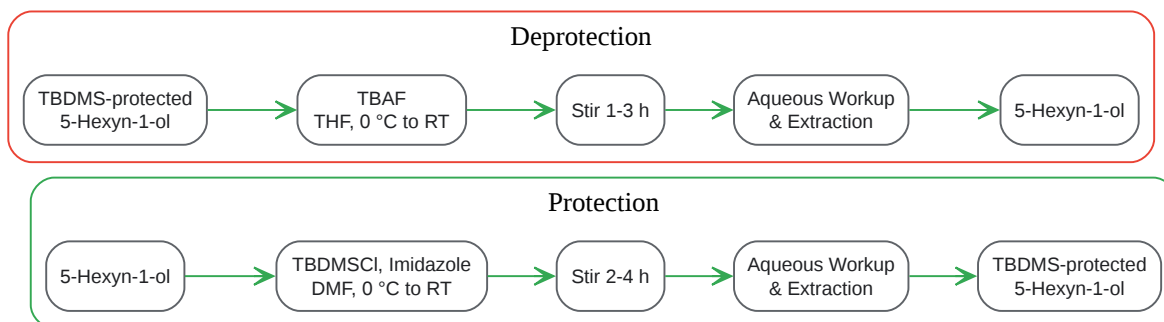 Deprotection
TBDMS-protected
5-Hexyn-1-ol
TBAF
THF, 0 °C to RT
Stir 1-3 h
Aqueous Workup
& Extraction
5-Hexyn-1-ol
Protection
5-Hexyn-1-ol
TBDMSCl, Imidazole
DMF, 0 °C to RT
Stir 2-4 h
Aqueous Workup
& Extraction
TBDMS-protected
5-Hexyn-1-ol